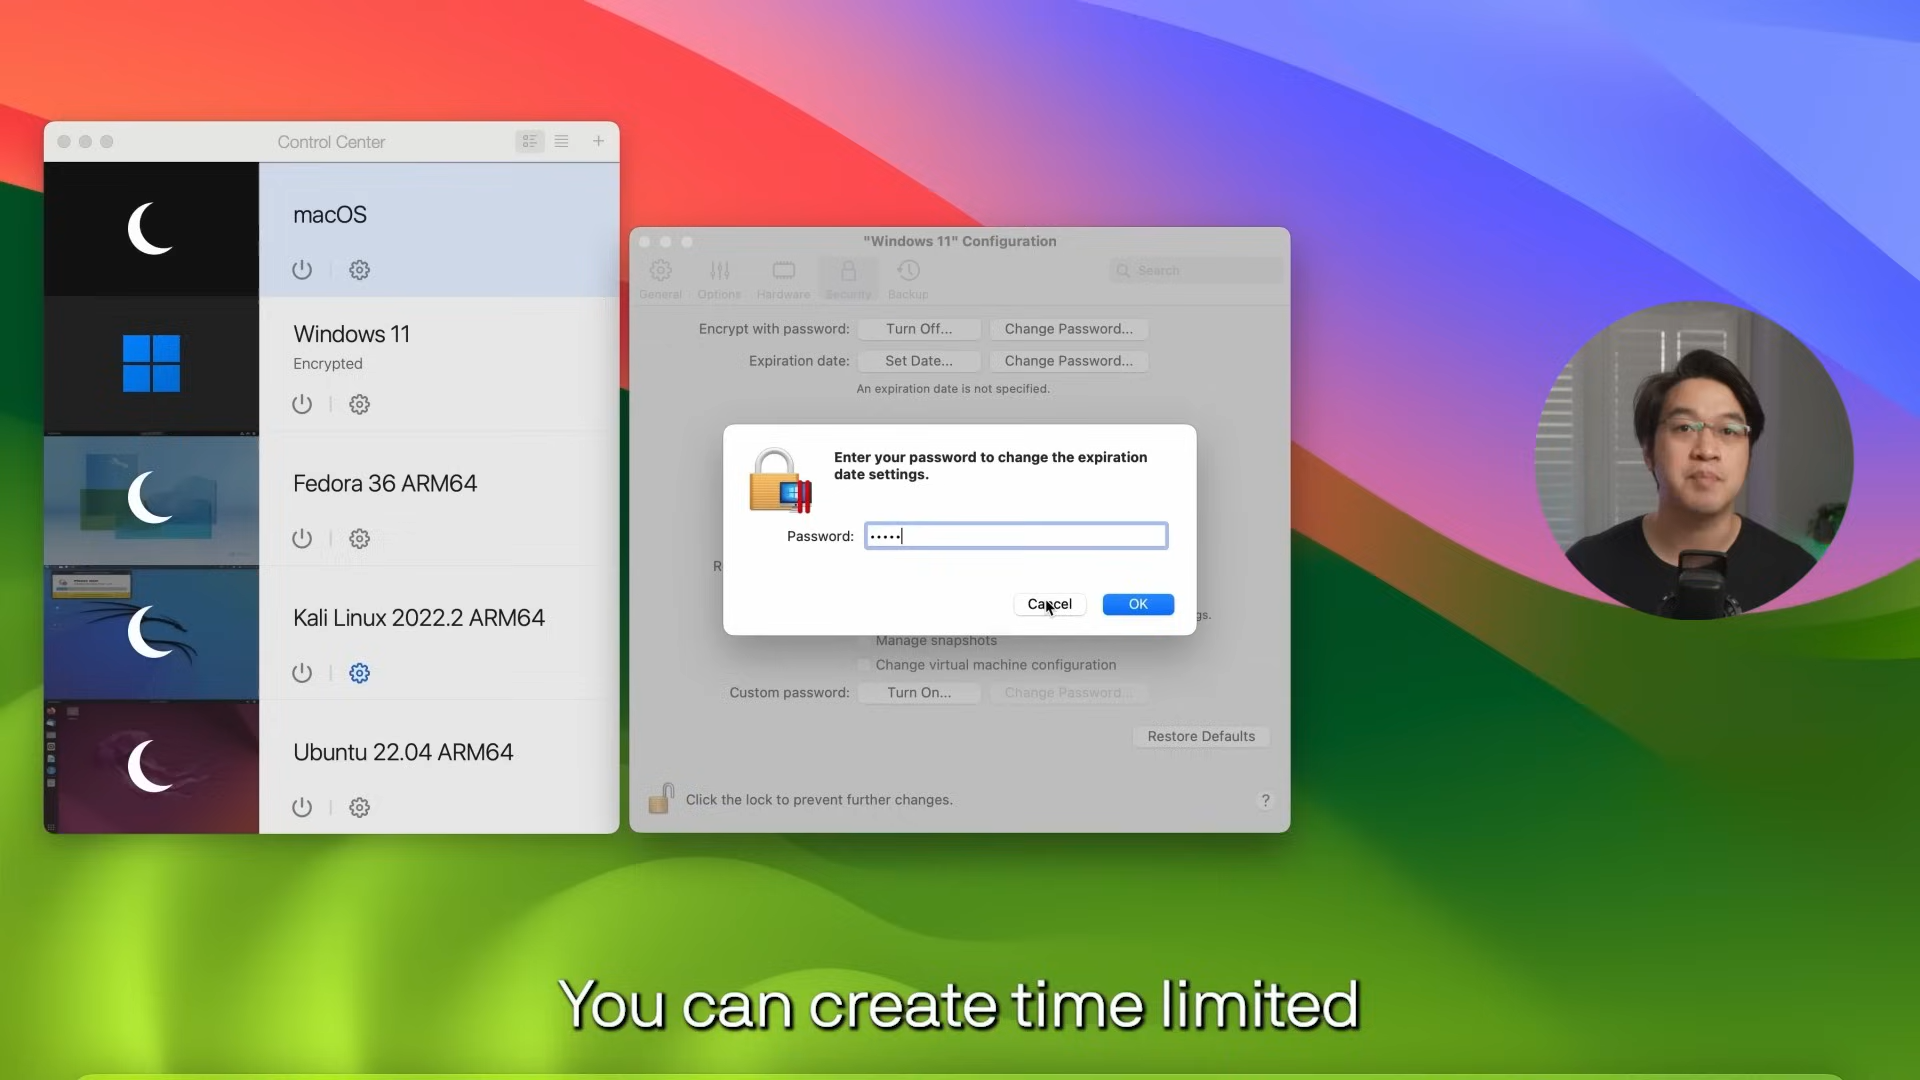 Control Center
macOS
Windows 11
Encrypted
Fedora 36 ARM64
Kali Linux 2022.2 ARM64
Ubuntu 22.04 ARM64
"Windows 11" Configuration
General Options Hardware Security Backup
Search
Encrypt with password: Turn Off... Change Password...
Expiration date: Set Date... Change Password...
An expiration date is not specified.
Enter your password to change the expiration
date settings.
Password: •••••
Cancel OK
Manage snapshots
Change virtual machine configuration
Custom password: Turn On... Change Password...
Restore Defaults
Click the lock to prevent further changes.
?
You can create time limited